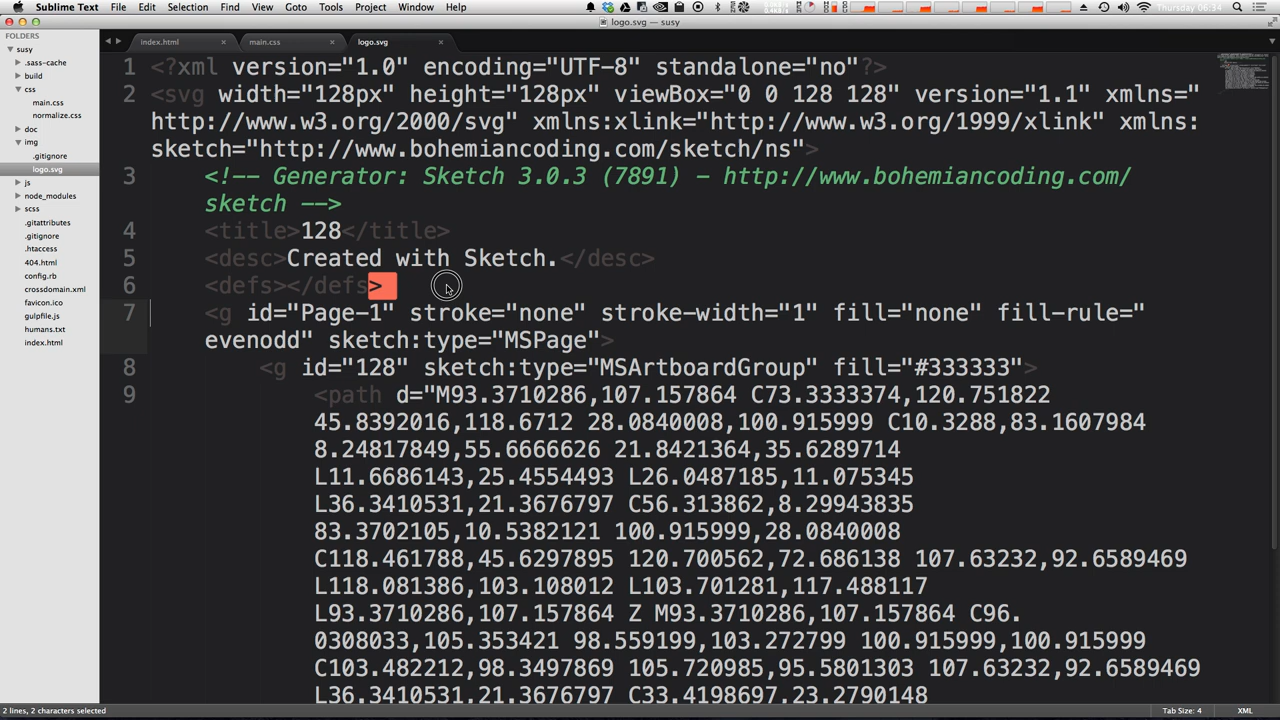 Sublime Text File Edit Selection Find View Goto Tools Project Window Help Thursday 06:34
logo.svg — susy
FOLDERS
index.html
main.css
logo.svg
susy
.sass-cache
build
css
main.css
normalize.css
doc
img
.gitignore
logo.svg
js
node_modules
scss
.gitattributes
.gitignore
.htaccess
404.html
config.rb
crossdomain.xml
favicon.ico
gulpfile.js
humans.txt
index.html
1 <?xml version="1.0" encoding="UTF-8" standalone="no"?>
2 <svg width="128px" height="128px" viewBox="0 0 128 128" version="1.1" xmlns="
http://www.w3.org/2000/svg" xmlns:xlink="http://www.w3.org/1999/xlink" xmlns:
sketch="http://www.bohemiancoding.com/sketch/ns">
3 <!-- Generator: Sketch 3.0.3 (7891) - http://www.bohemiancoding.com/
sketch -->
4 <title>128</title>
5 <desc>Created with Sketch.</desc>
6 <defs></defs>
7 <g id="Page-1" stroke="none" stroke-width="1" fill="none" fill-rule="
evenodd" sketch:type="MSPage">
8 <g id="128" sketch:type="MSArtboardGroup" fill="#333333">
9 <path d="M93.3710286,107.157864 C73.3333374,120.751822
45.8392016,118.6712 28.0840008,100.915999 C10.3288,83.1607984
8.24817849,55.6666626 21.8421364,35.6289714
L11.6686143,25.4554493 L26.0487185,11.075345
L36.3410531,21.3676797 C56.313862,8.29943835
83.3702105,10.5382121 100.915999,28.0840008
C118.461788,45.6297895 120.700562,72.686138 107.63232,92.6589469
L118.081386,103.108012 L103.701281,117.488117
L93.3710286,107.157864 Z M93.3710286,107.157864 C96.
0308033,105.353421 98.559199,103.272799 100.915999,100.915999
C103.482212,98.3497869 105.720985,95.5801303 107.63232,92.6589469
L36.3410531,21.3676797 C33.4198697,23.2790148
2 lines, 2 characters selected
Tab Size: 4
XML